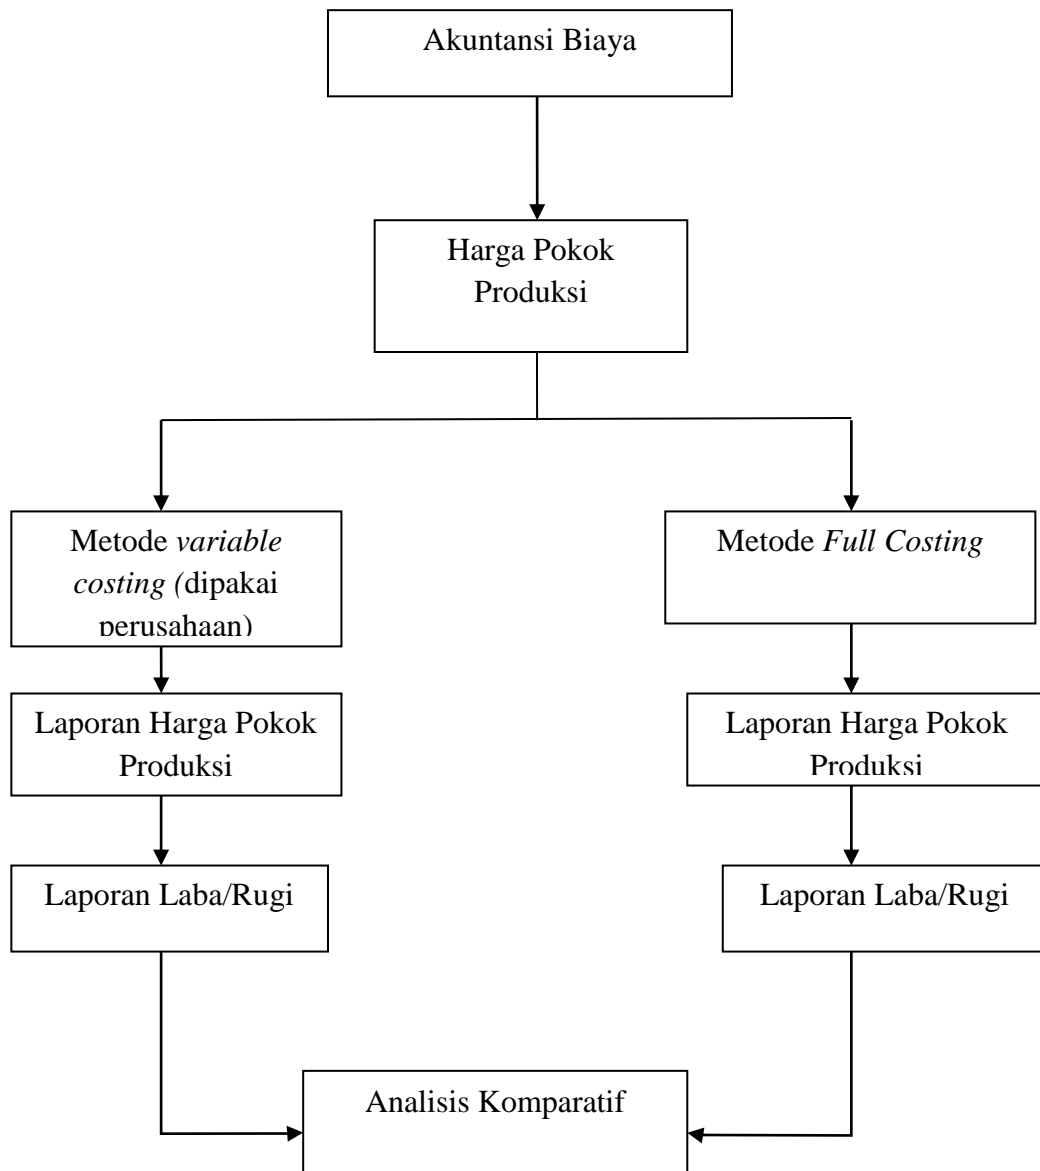 Akuntansi Biaya
Harga Pokok
Produksi
Metode variable
costing (dipakai
perusahaan)
Metode Full Costing
Laporan Harga Pokok
Produksi
Laporan Harga Pokok
Produksi
Laporan Laba/Rugi
Laporan Laba/Rugi
Analisis Komparatif